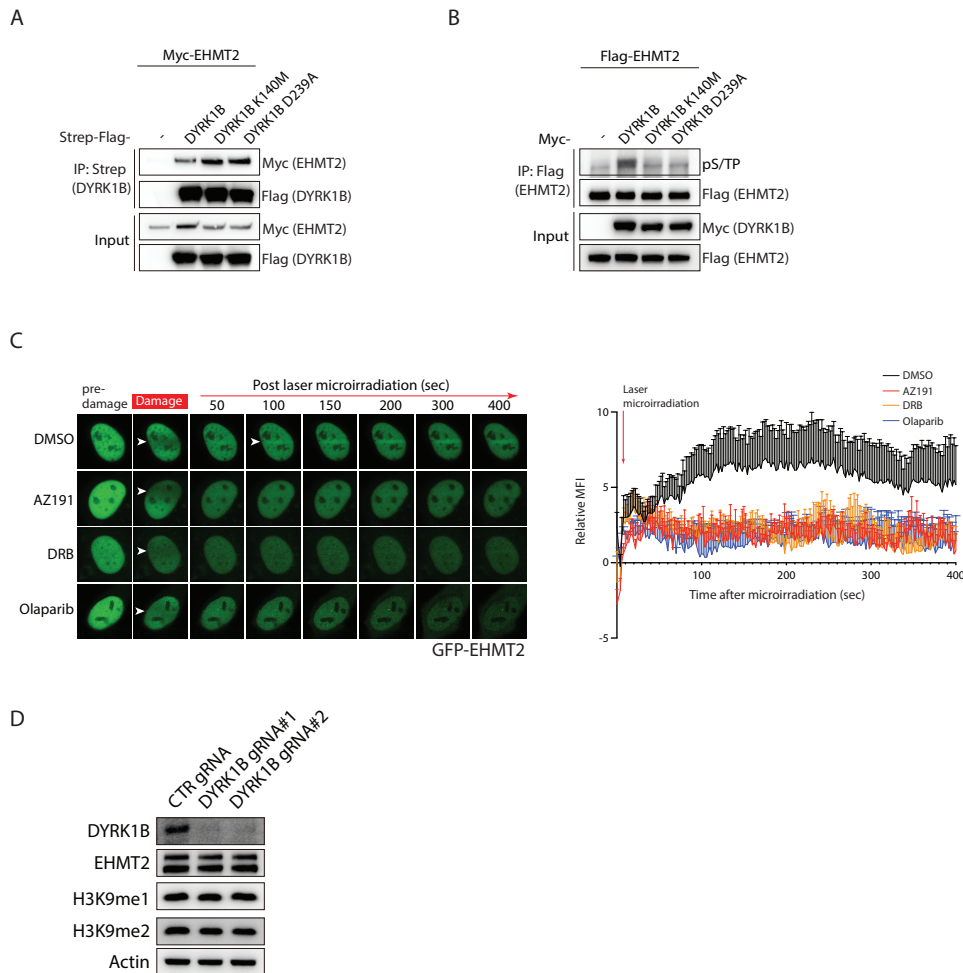 A
Myc-EHMT2
Strep-Flag-
-
DYRK1B
DYRK1B K140M
DYRK1B D239A
IP: Strep
(DYRK1B)
Myc (EHMT2)
Flag (DYRK1B)
Input
Myc (EHMT2)
Flag (DYRK1B)
B
Flag-EHMT2
Myc-
-
DYRK1B
DYRK1B K140M
DYRK1B D239A
IP: Flag
(EHMT2)
pS/TP
Flag (EHMT2)
Input
Myc (DYRK1B)
Flag (EHMT2)
C
pre-
damage
Damage
Post laser microirradiation (sec)
50 100 150 200 300 400
DMSO
AZ191
DRB
Olaparib
GFP-EHMT2
Laser
microirradiation
DMSO
AZ191
DRB
Olaparib
Relative MFI
10
5
0
-5
100 200 300 400
Time after microirradiation (sec)
D
CTR gRNA
DYRK1B gRNA#1
DYRK1B gRNA#2
DYRK1B
EHMT2
H3K9me1
H3K9me2
Actin